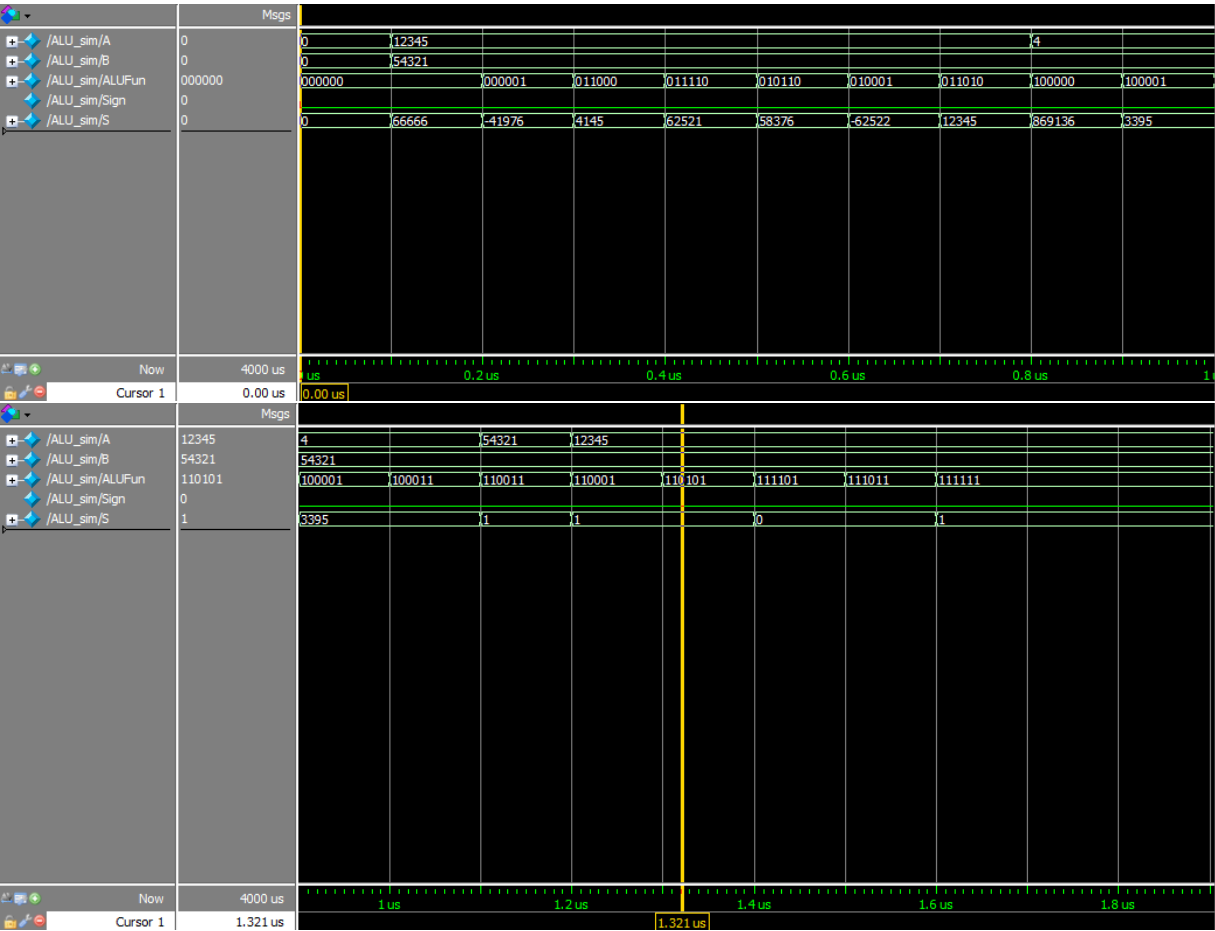 Msgs
/ALU_sim/A 0 0 12345 4
/ALU_sim/B 0 0 54321
/ALU_sim/ALUFun 000000 000000 000001 011000 011110 010110 010001 011010 100000 100001
/ALU_sim/Sign 0
/ALU_sim/S 0 0 66666 -41976 4145 62521 58376 -62522 12345 869136 3395
Now 4000 us us 0.2 us 0.4 us 0.6 us 0.8 us 1
Cursor 1 0.00 us 0.00 us
Msgs
/ALU_sim/A 12345 4 54321 12345
/ALU_sim/B 54321 54321
/ALU_sim/ALUFun 110101 100001 100011 110011 110001 110101 111101 111011 111111
/ALU_sim/Sign 0
/ALU_sim/S 1 3395 1 1 0 1
Now 4000 us 1 us 1.2 us 1.4 us 1.6 us 1.8 us
Cursor 1 1.321 us 1.321 us